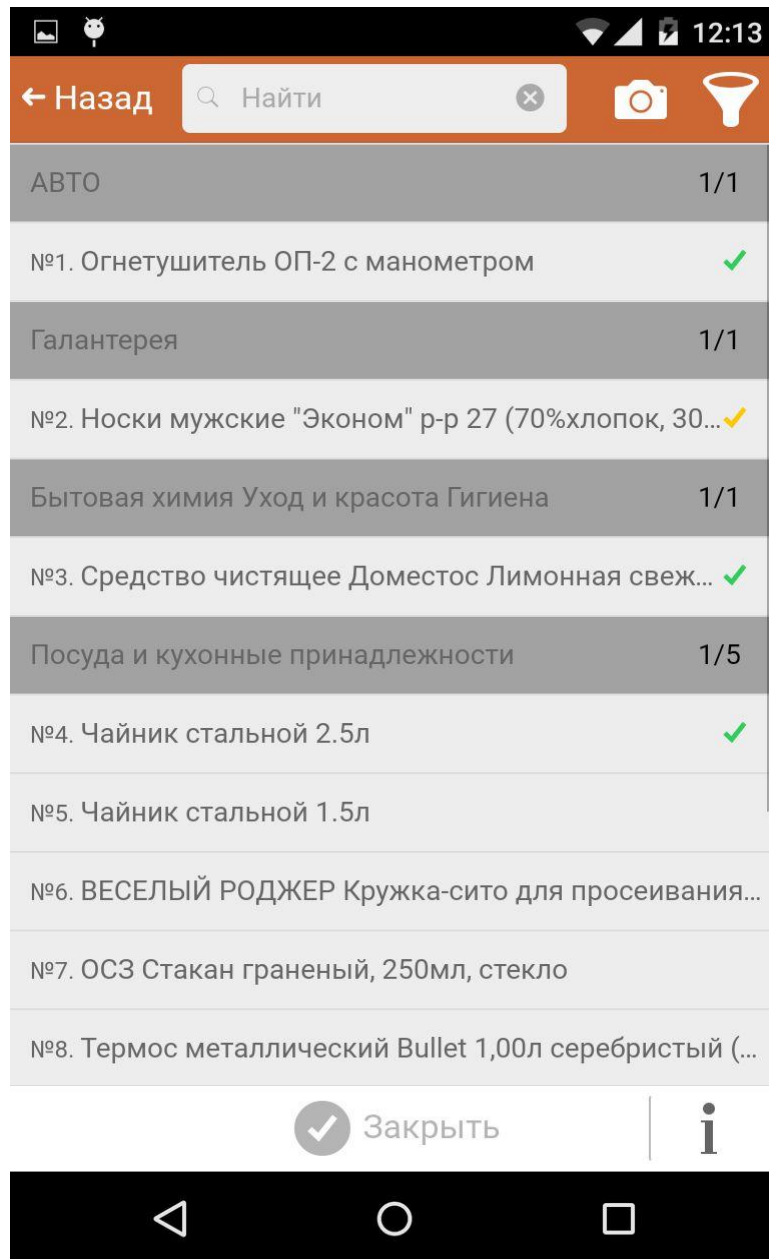 12:13
Назад
Найти
АВТО 1/1
№1. Огнетушитель ОП-2 с манометром
Галантерея 1/1
№2. Носки мужские "Эконом" р-р 27 (70%хлопок, 30...
Бытовая химия Уход и красота Гигиена 1/1
№3. Средство чистящее Доместос Лимонная свеж...
Посуда и кухонные принадлежности 1/5
№4. Чайник стальной 2.5л
№5. Чайник стальной 1.5л
№6. ВЕСЕЛЫЙ РОДЖЕР Кружка-сито для просеивания...
№7. ОСЗ Стакан граненый, 250мл, стекло
№8. Термос металлический Bullet 1,00л серебристый (...
Закрыть